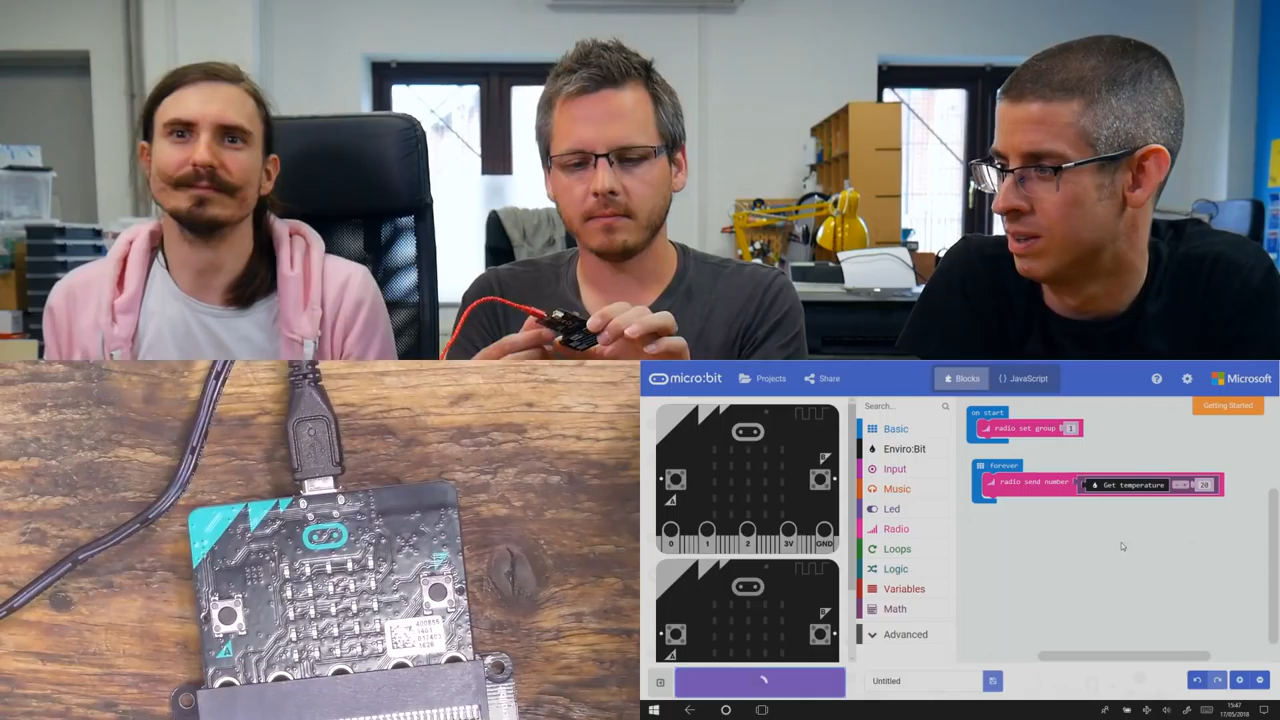 micro:bit Projects Share Blocks {} JavaScript ? Microsoft
Search... Getting Started
Basic
Enviro:Bit
Input
Music
Led
Radio
Loops
Logic
Variables
Math
Advanced
on start
radio set group 1
forever
radio send number Get temperature 20
A B
0 1 2 3V GND
A B
Untitled
15:47
17/05/2018
A